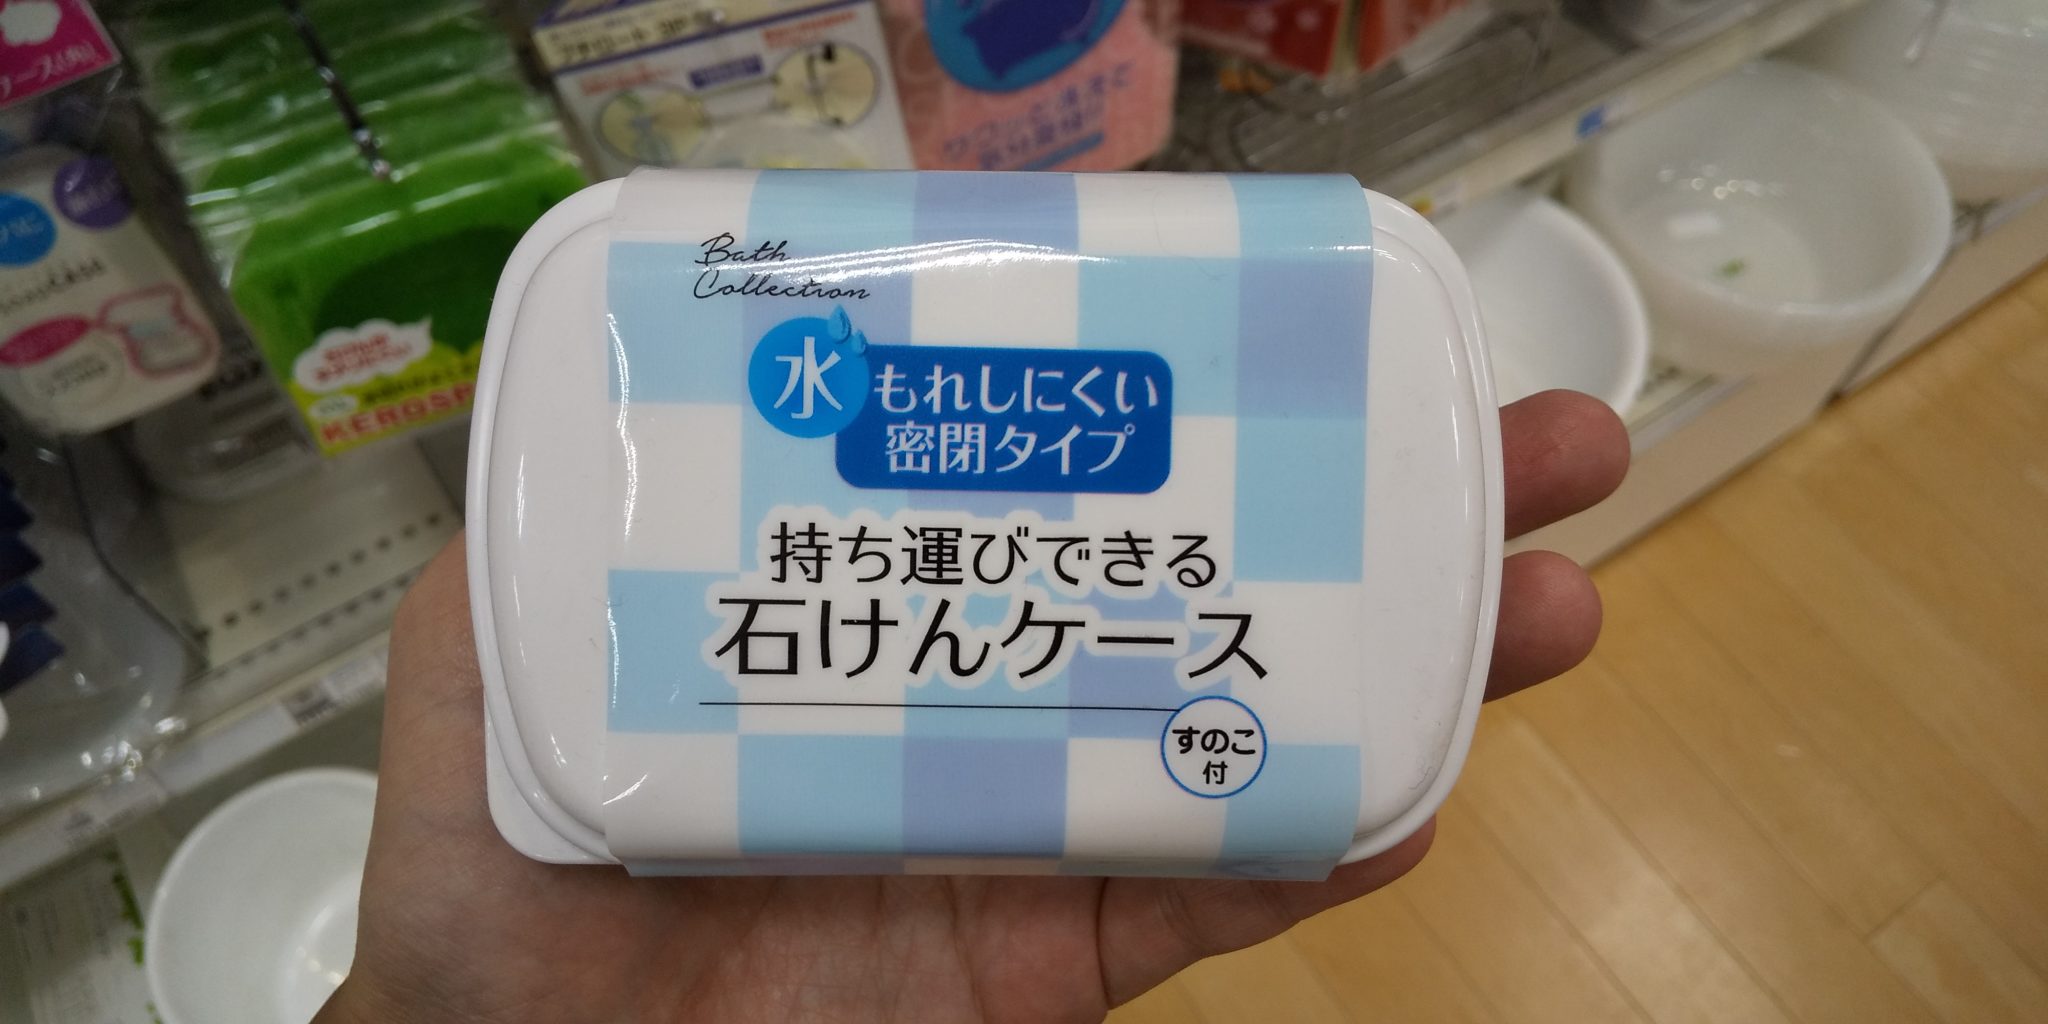 Bath
Collection
水もれしにくい
密閉タイプ
持ち運びできる
石けんケース
すのこ
付